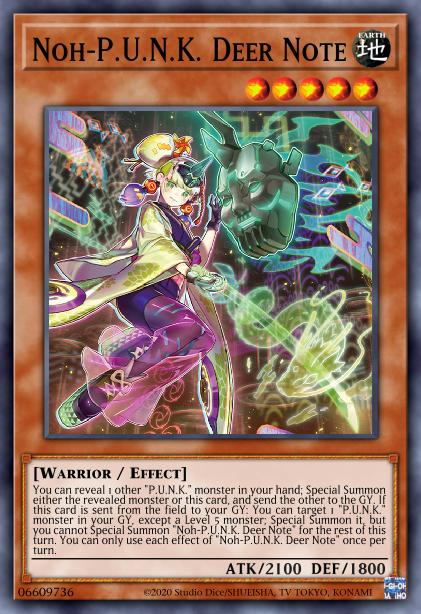 NOH-P.U.N.K. DEER NOTE
EARTH
地
[WARRIOR / EFFECT]
You can reveal 1 other "P.U.N.K." monster in your hand; Special Summon
either the revealed monster or this card, and send the other to the GY. If
this card is sent from the field to your GY: You can target 1 "P.U.N.K."
monster in your GY, except a Level 5 monster; Special Summon it, but
you cannot Special Summon "Noh-P.U.N.K. Deer Note" for the rest of this
turn. You can only use each effect of "Noh-P.U.N.K. Deer Note" once per
turn.
ATK/2100 DEF/1800
06609736
©2020 Studio Dice/SHUEISHA, TV TOKYO, KONAMI